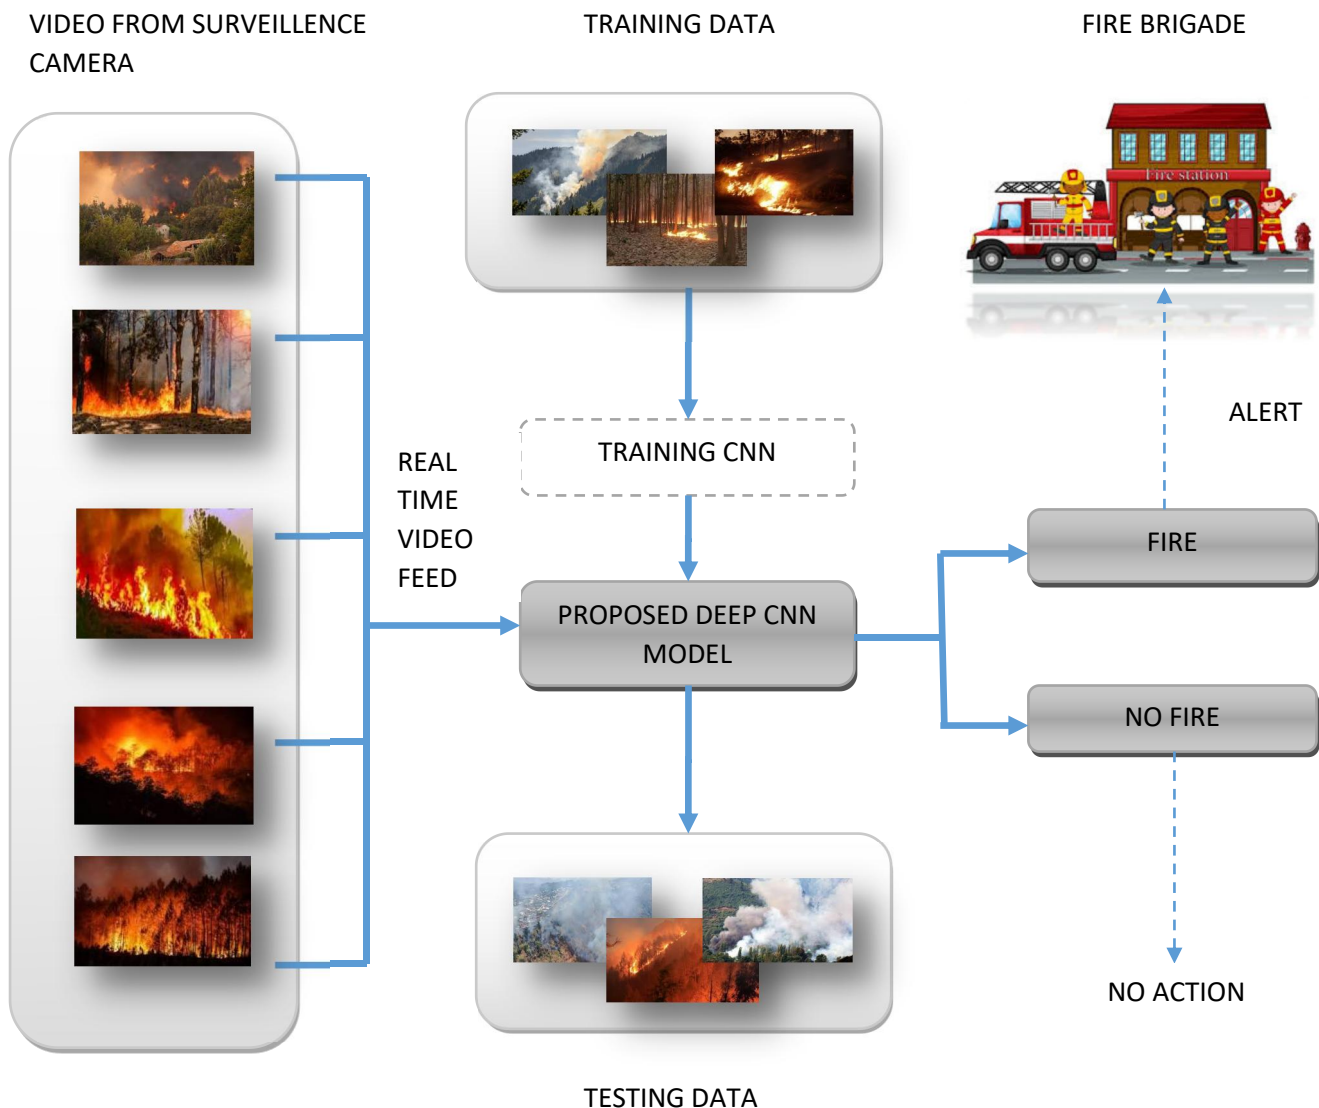 VIDEO FROM SURVEILLENCE
CAMERA
TRAINING DATA
FIRE BRIGADE
Fire station
ALERT
TRAINING CNN
REAL
TIME
VIDEO
FEED
FIRE
PROPOSED DEEP CNN
MODEL
NO FIRE
NO ACTION
TESTING DATA